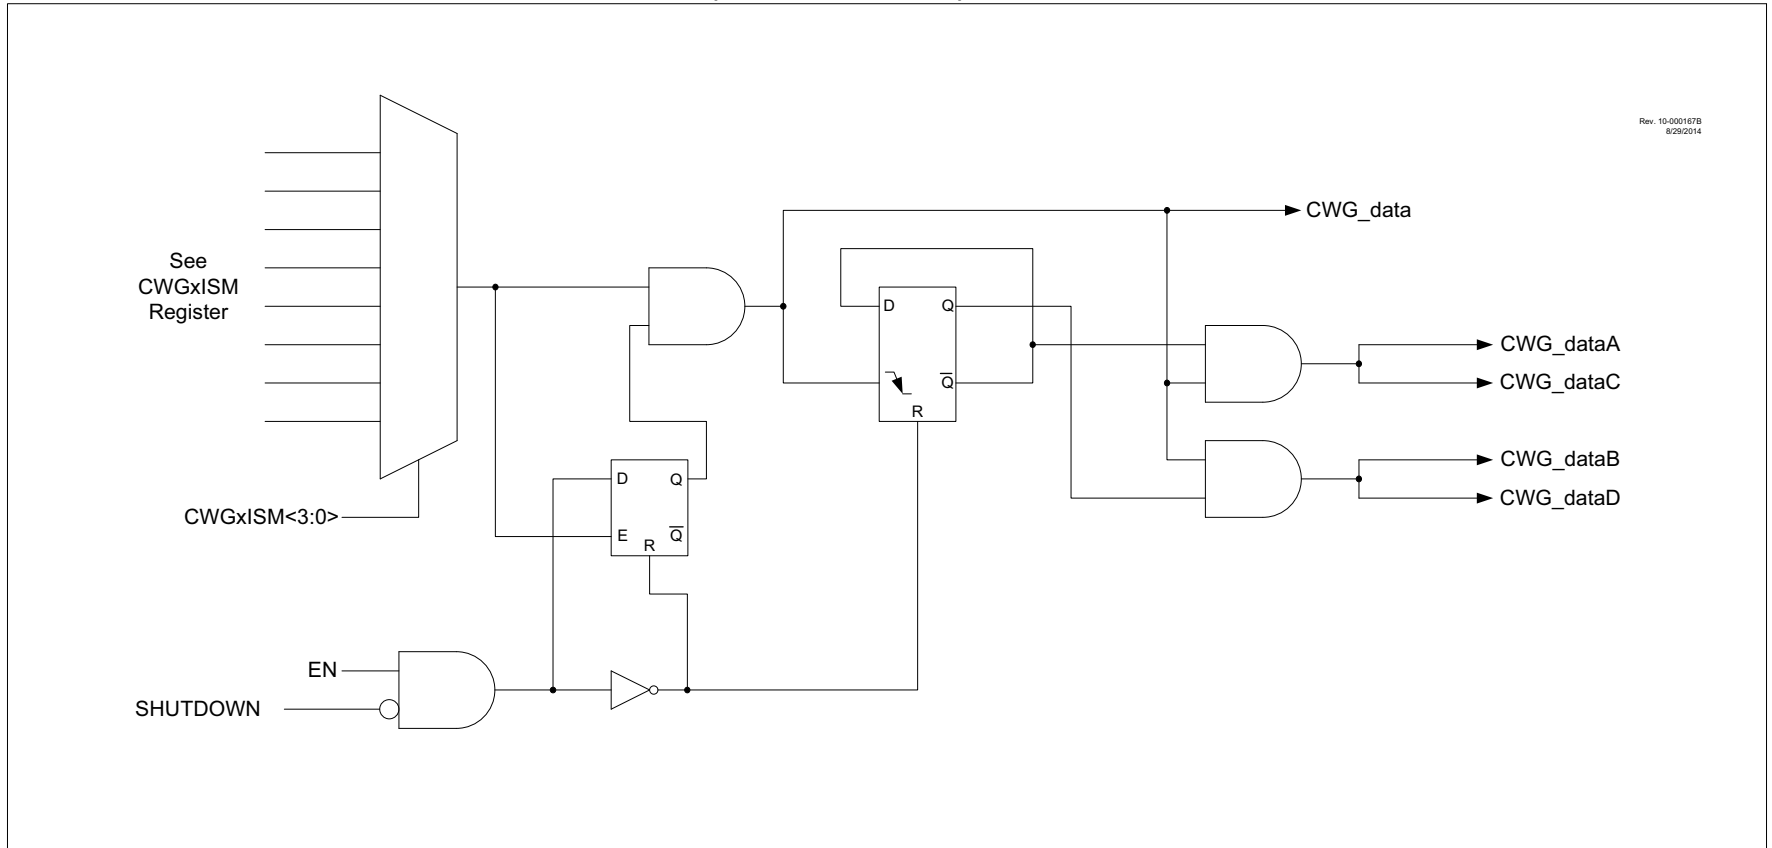 Rev. 10-000167B
8/29/2014
CWG_data
See
CWGxISM
Register
D Q
Q
R
CWG_dataA
CWG_dataC
D Q
E Q
R
CWG_dataB
CWG_dataD
CWGxISM<3:0>
EN
SHUTDOWN